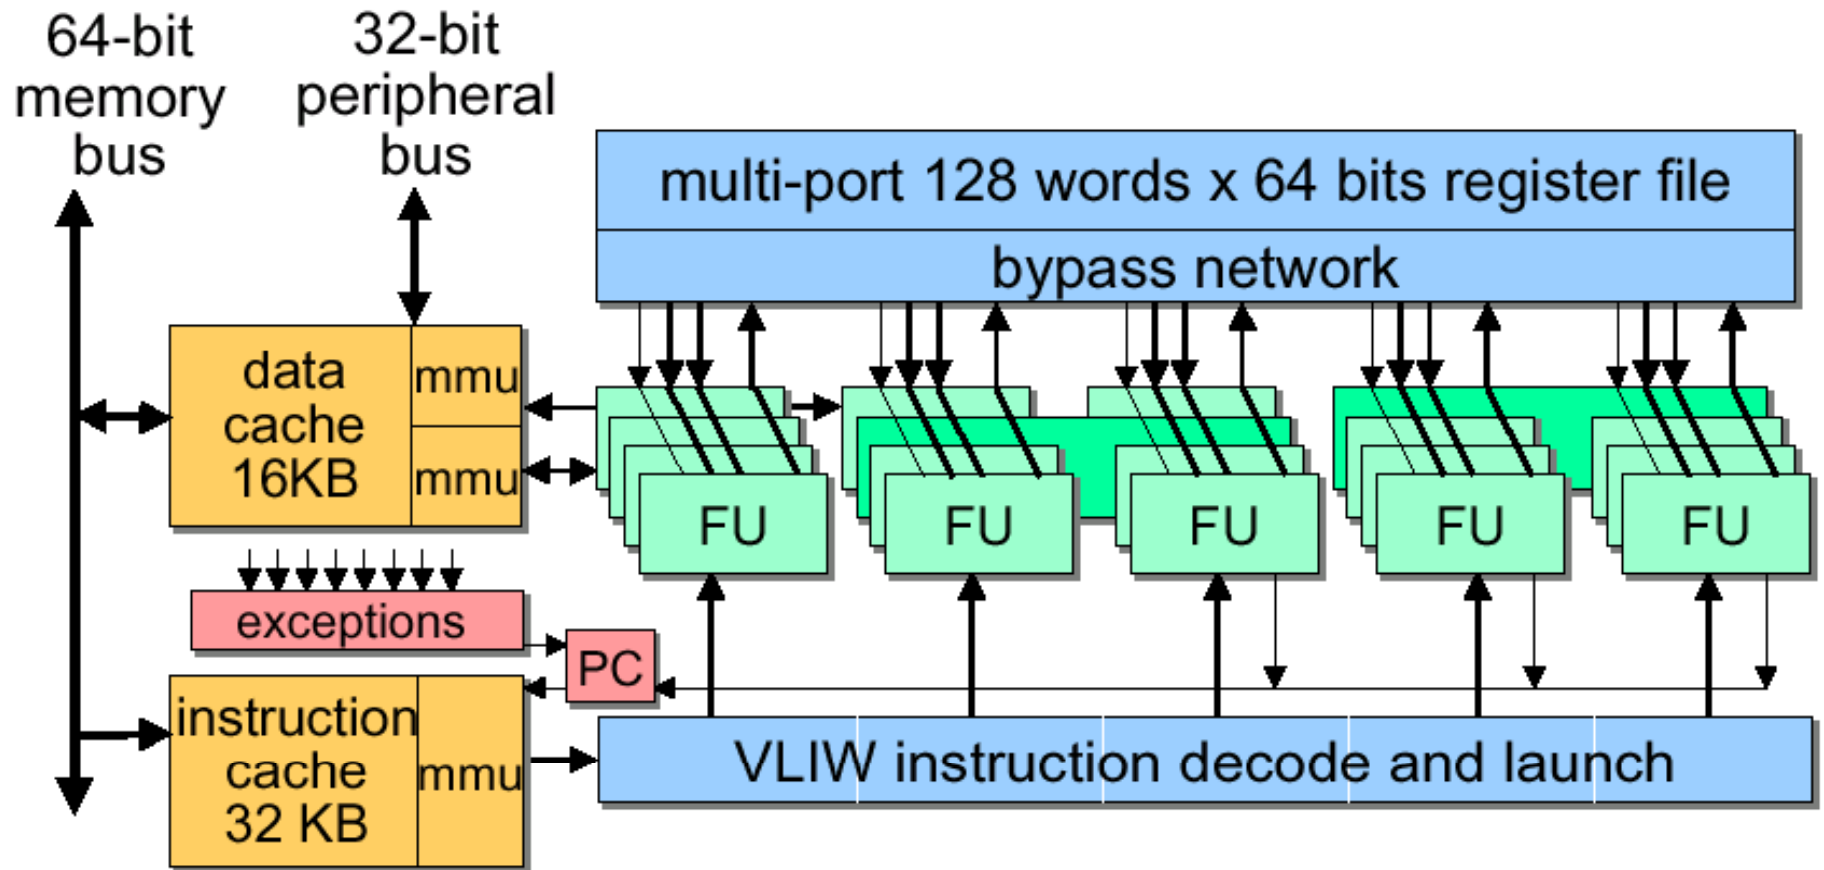 64-bit
memory
bus
32-bit
peripheral
bus
multi-port 128 words x 64 bits register file
bypass network
data
cache
16KB
mmu
mmu
FU
FU
FU
FU
FU
exceptions
PC
instruction
cache
32 KB
mmu
VLIW instruction decode and launch